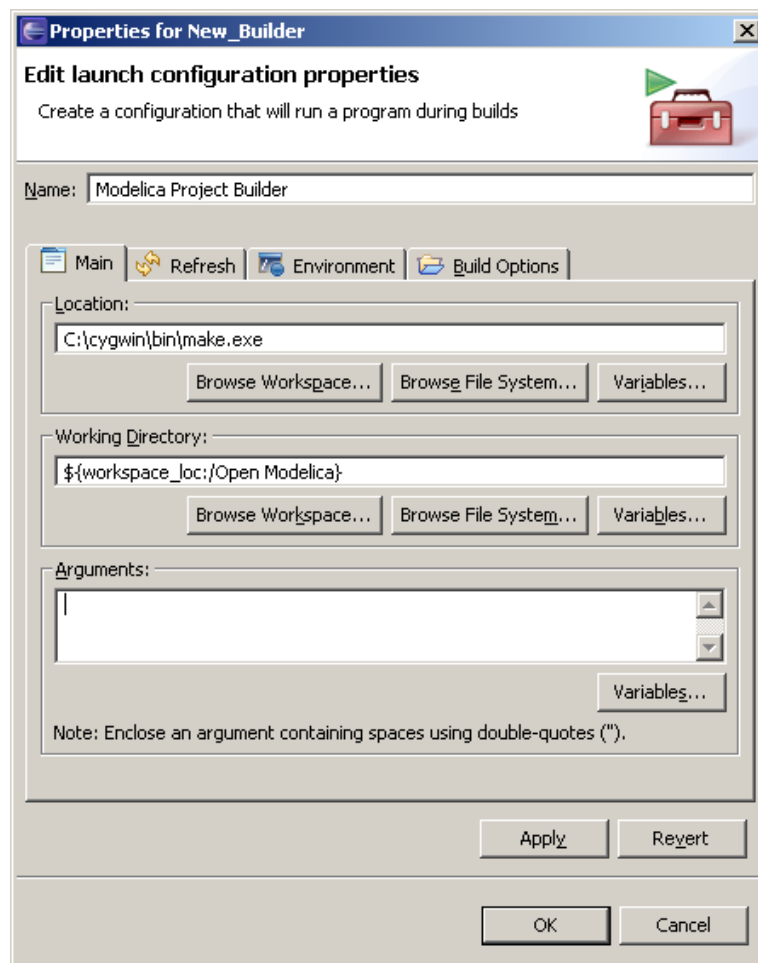 Properties for New_Builder
Edit launch configuration properties
Create a configuration that will run a program during builds
Name: Modelica Project Builder
Main Refresh Environment Build Options
Location:
C:\cygwin\bin\make.exe
Browse Workspace... Browse File System... Variables...
Working Directory:
${workspace_loc:/Open Modelica}
Browse Workspace... Browse File System... Variables...
Arguments:
Variables...
Note: Enclose an argument containing spaces using double-quotes (").
Apply Revert
OK Cancel